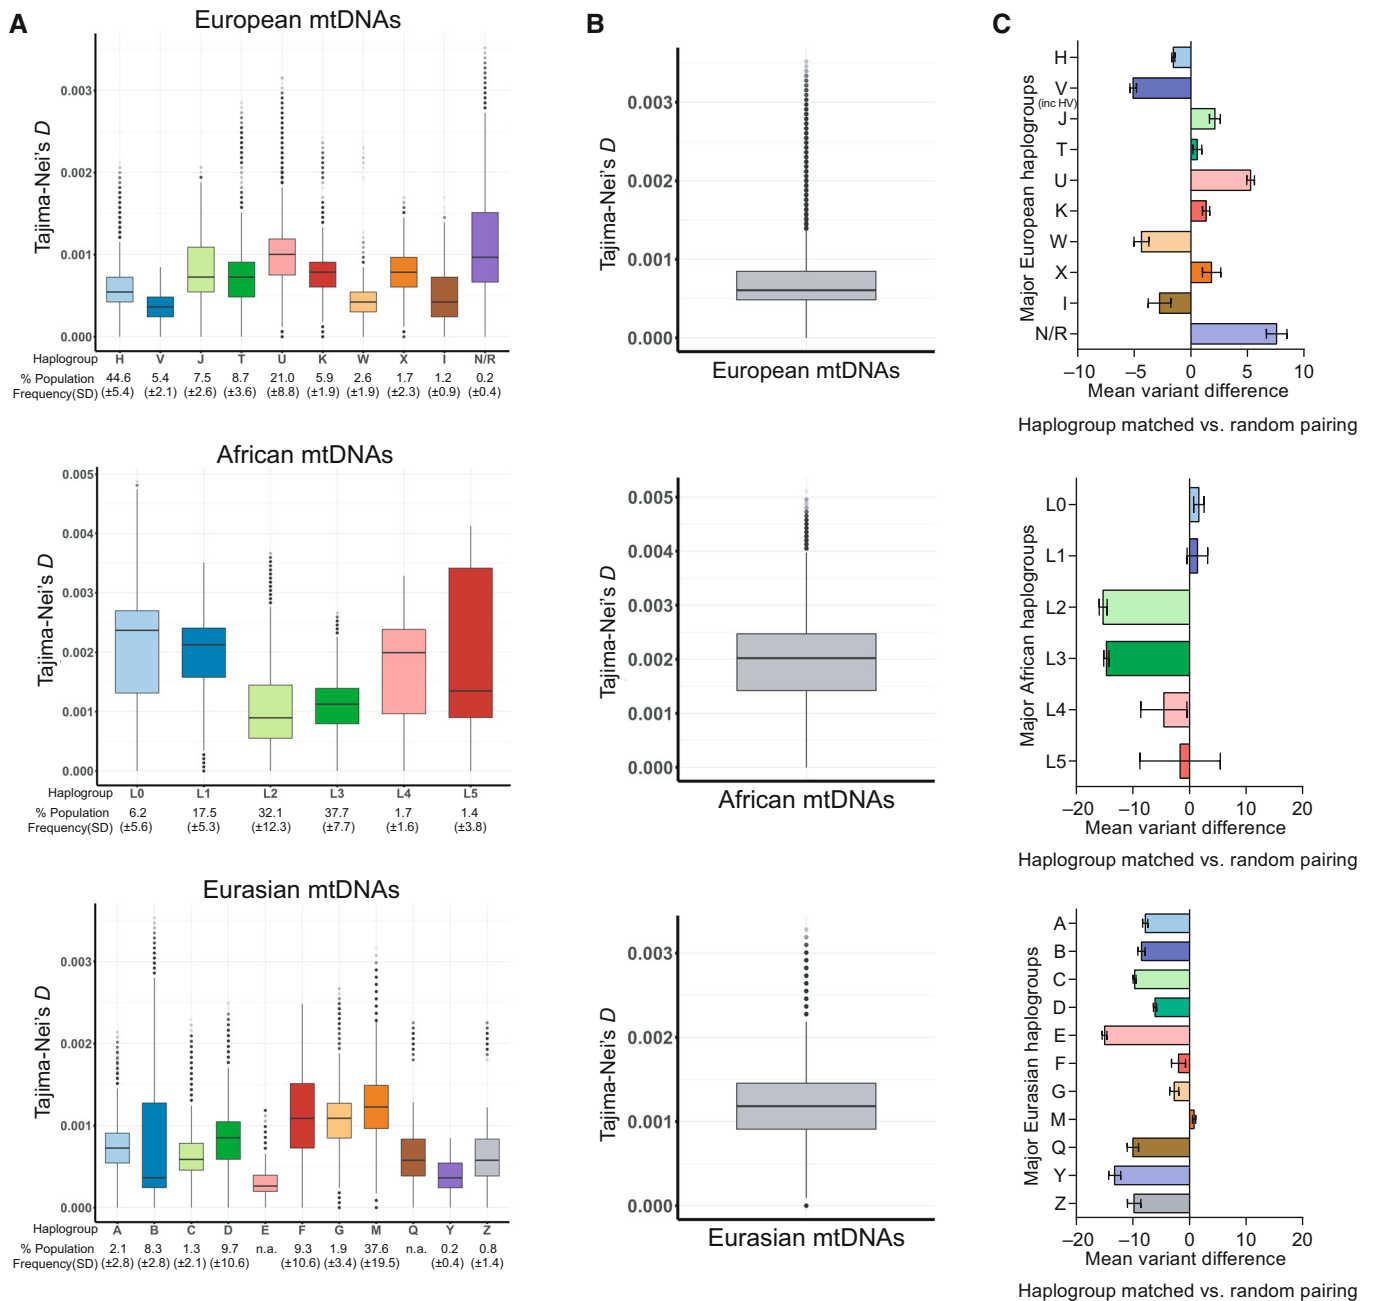 A
European mtDNAs
Tajima-Nei's D
0.003
0.002
0.001
0.000
Haplogroup H V J T U K W X I N/R
% Population 44.6 5.4 7.5 8.7 21.0 5.9 2.6 1.7 1.2 0.2
Frequency(SD) (±5.4) (±2.1) (±2.6) (±3.6) (±8.8) (±1.9) (±1.9) (±2.3) (±0.9) (±0.4)
African mtDNAs
Tajima-Nei's D
0.005
0.004
0.003
0.002
0.001
0.000
Haplogroup L0 L1 L2 L3 L4 L5
% Population 6.2 17.5 32.1 37.7 1.7 1.4
Frequency(SD) (±5.6) (±5.3) (±12.3) (±7.7) (±1.6) (±3.8)
Eurasian mtDNAs
Tajima-Nei's D
0.003
0.002
0.001
0.000
Haplogroup A B C D E F G M Q Y Z
% Population 2.1 8.3 1.3 9.7 n.a. 9.3 1.9 37.6 n.a. 0.2 0.8
Frequency(SD) (±2.8) (±2.8) (±2.1) (±10.6) (±10.6) (±3.4) (±19.5) (±0.4) (±1.4)
B
Tajima-Nei's D
0.003
0.002
0.001
0.000
European mtDNAs
Tajima-Nei's D
0.005
0.004
0.003
0.002
0.001
0.000
African mtDNAs
Tajima-Nei's D
0.003
0.002
0.001
0.000
Eurasian mtDNAs
C
Major European haplogroups
H
V
(inc HV)
J
T
U
K
W
X
I
N/R
−10 −5 0 5 10
Mean variant difference
Haplogroup matched vs. random pairing
Major African haplogroups
L0
L1
L2
L3
L4
L5
−20 −10 0 10 20
Mean variant difference
Haplogroup matched vs. random pairing
Major Eurasian haplogroups
A
B
C
D
E
F
G
M
Q
Y
Z
−20 −10 0 10 20
Mean variant difference
Haplogroup matched vs. random pairing